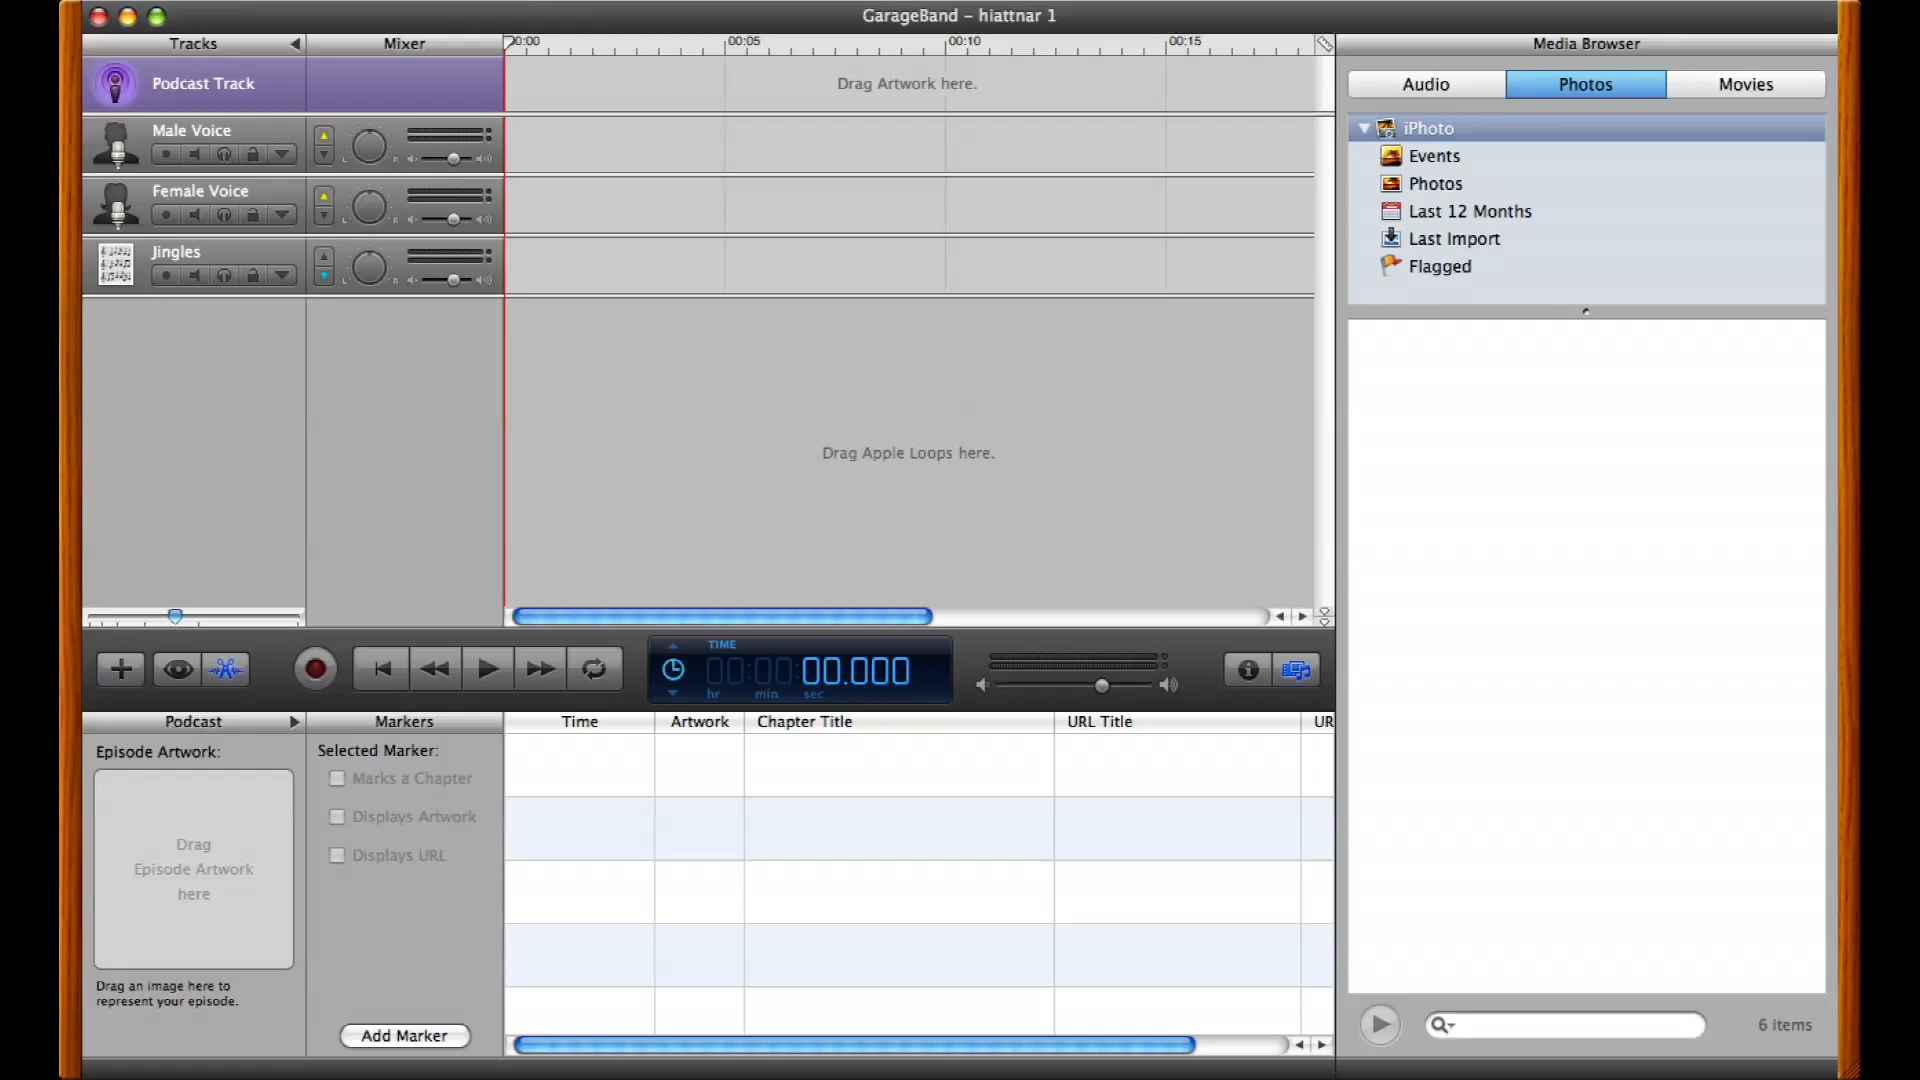 GarageBand – hiattnar 1
Tracks
Mixer
00:00
00:05
00:10
00:15
Media Browser
Podcast Track
Drag Artwork here.
Audio
Photos
Movies
Male Voice
L R
Female Voice
L R
Jingles
L R
iPhoto
Events
Photos
Last 12 Months
Last Import
Flagged
Drag Apple Loops here.
TIME
00:00:00.000
hr min sec
Podcast
Markers
Time
Artwork
Chapter Title
URL Title
UR
Episode Artwork:
Selected Marker:
Marks a Chapter
Displays Artwork
Displays URL
Drag
Episode Artwork
here
Drag an image here to
represent your episode.
Add Marker
6 items